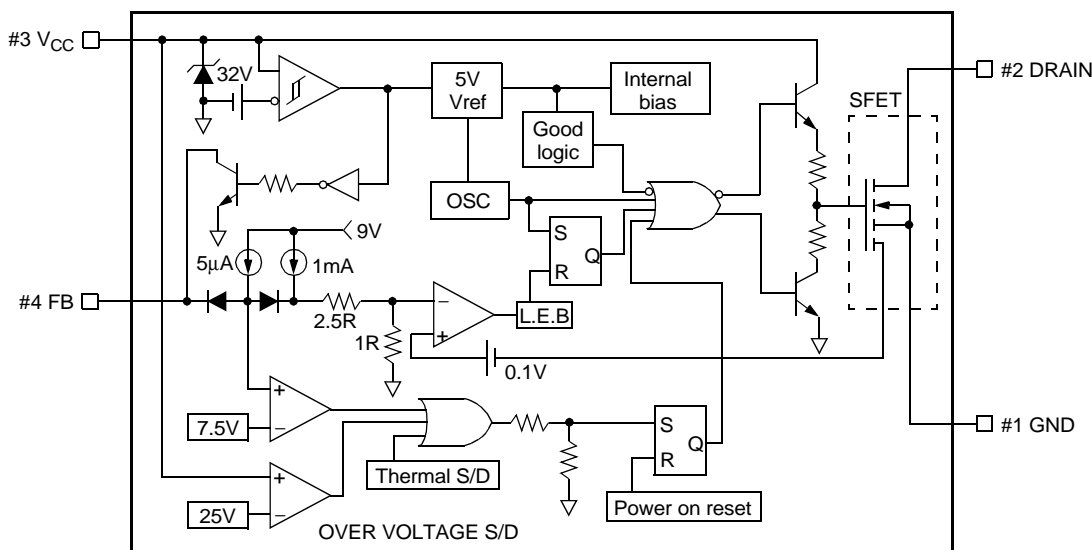 #3 VCC
32V
5V
Vref
Internal
bias
#2 DRAIN
SFET
Good
logic
OSC
9V
5μA
1mA
S
R
Q
#4 FB
2.5R
1R
−
+
L.E.B
0.1V
+
−
7.5V
Thermal S/D
S
R
Q
#1 GND
+
−
25V
Power on reset
OVER VOLTAGE S/D